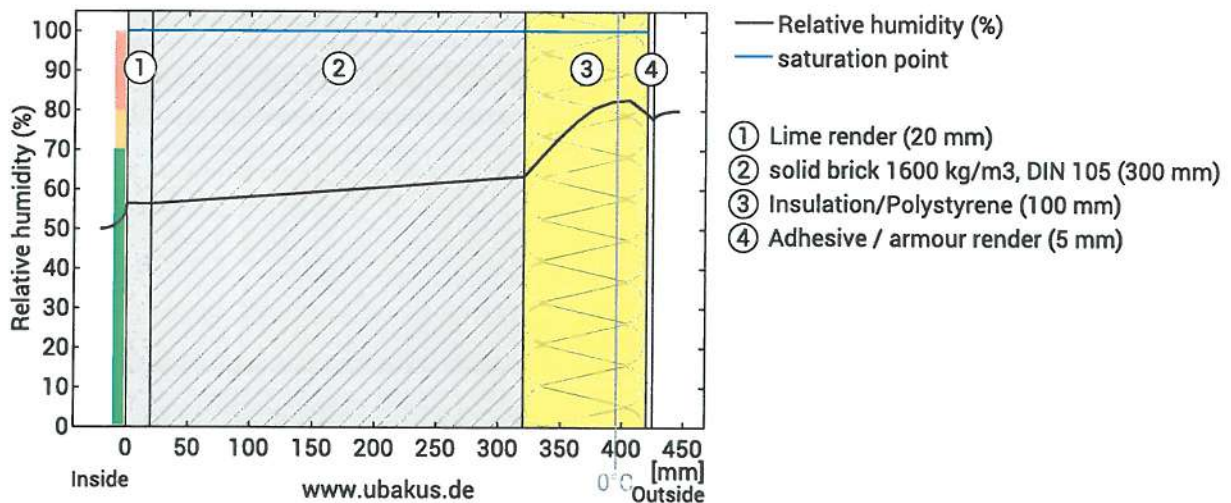 Relative humidity (%)
100
90
80
70
60
50
40
30
20
10
0
1
2
3
4
0
50
100
150
200
250
300
350
400
450
[mm]
Inside
www.ubakus.de
0°C
Outside
Relative humidity (%)
saturation point
1 Lime render (20 mm)
2 solid brick 1600 kg/m3, DIN 105 (300 mm)
3 Insulation/Polystyrene (100 mm)
4 Adhesive / armour render (5 mm)